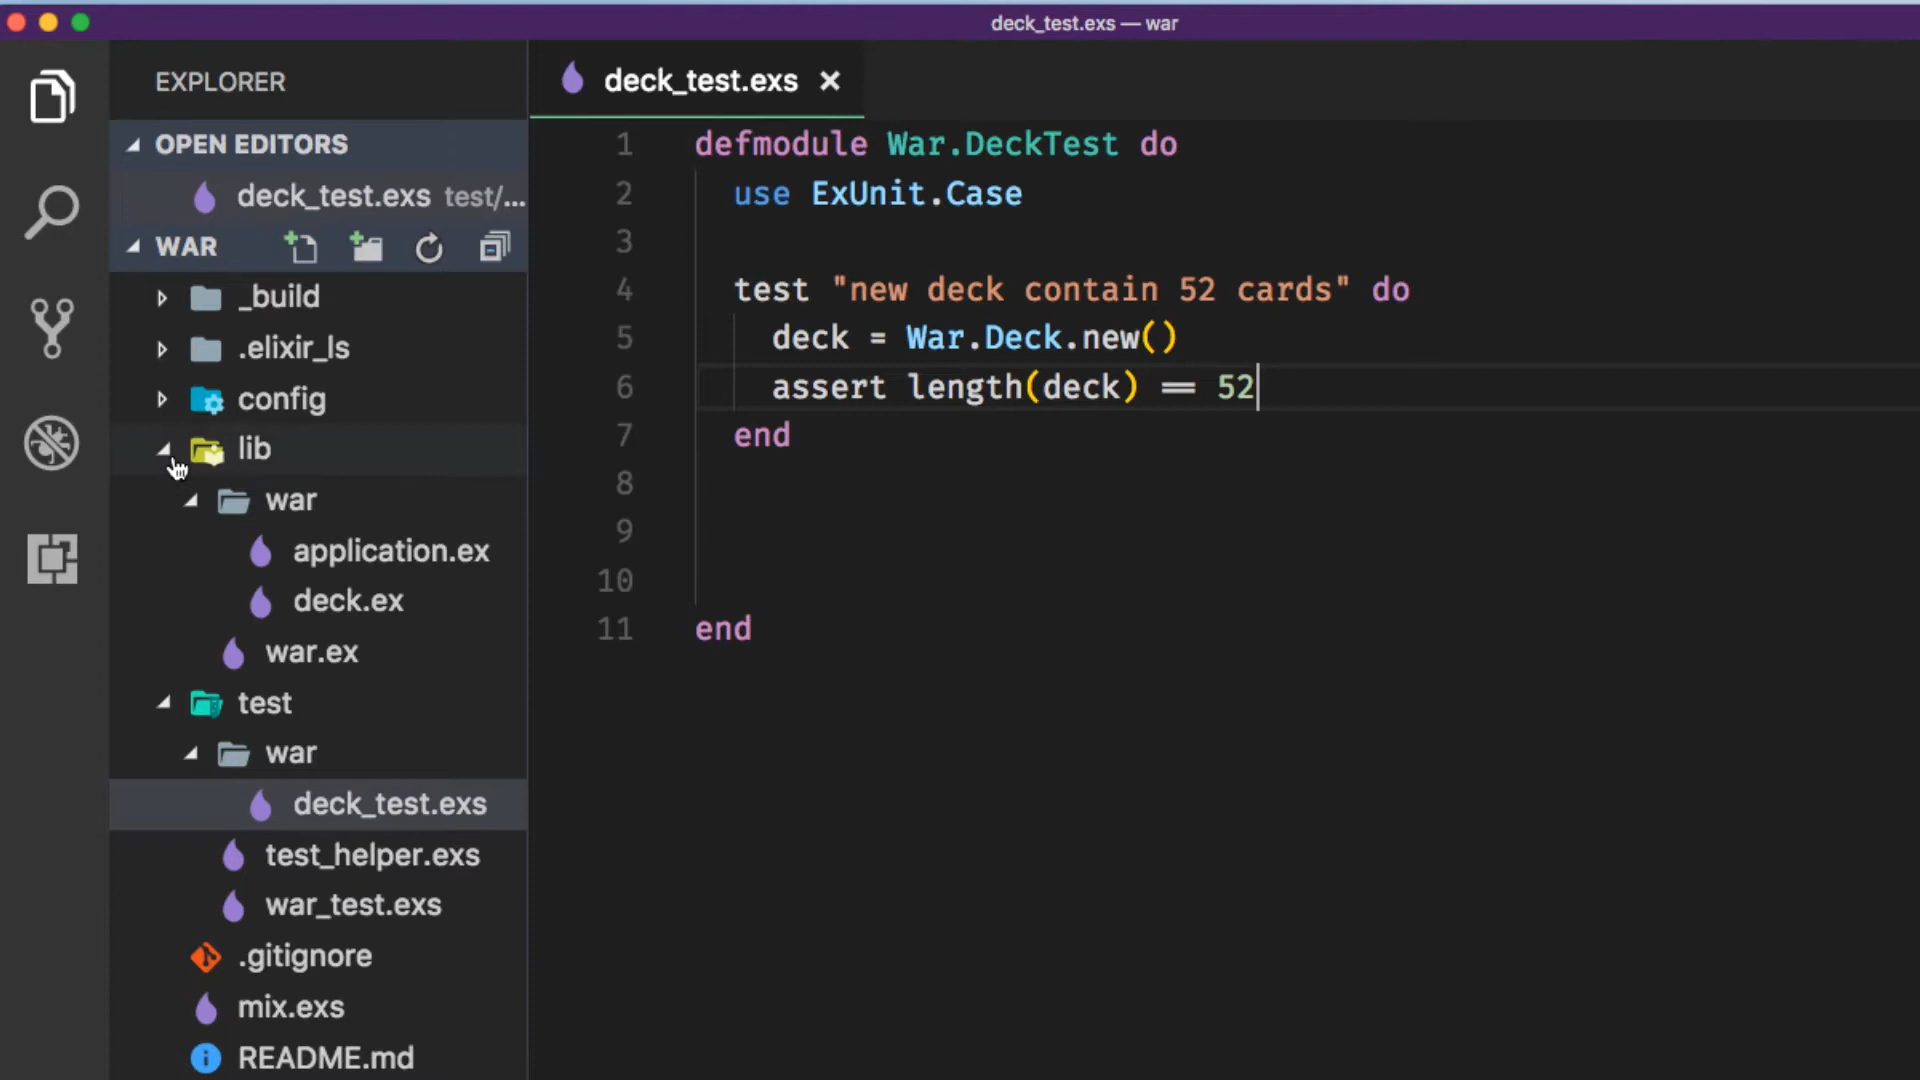 deck_test.exs — war
EXPLORER
OPEN EDITORS
deck_test.exs test/...
WAR
_build
.elixir_ls
config
lib
war
application.ex
deck.ex
war.ex
test
war
deck_test.exs
test_helper.exs
war_test.exs
.gitignore
mix.exs
README.md
deck_test.exs
1 defmodule War.DeckTest do
2 use ExUnit.Case
3
4 test "new deck contain 52 cards" do
5 deck = War.Deck.new()
6 assert length(deck) == 52
7 end
8
9
10
11 end